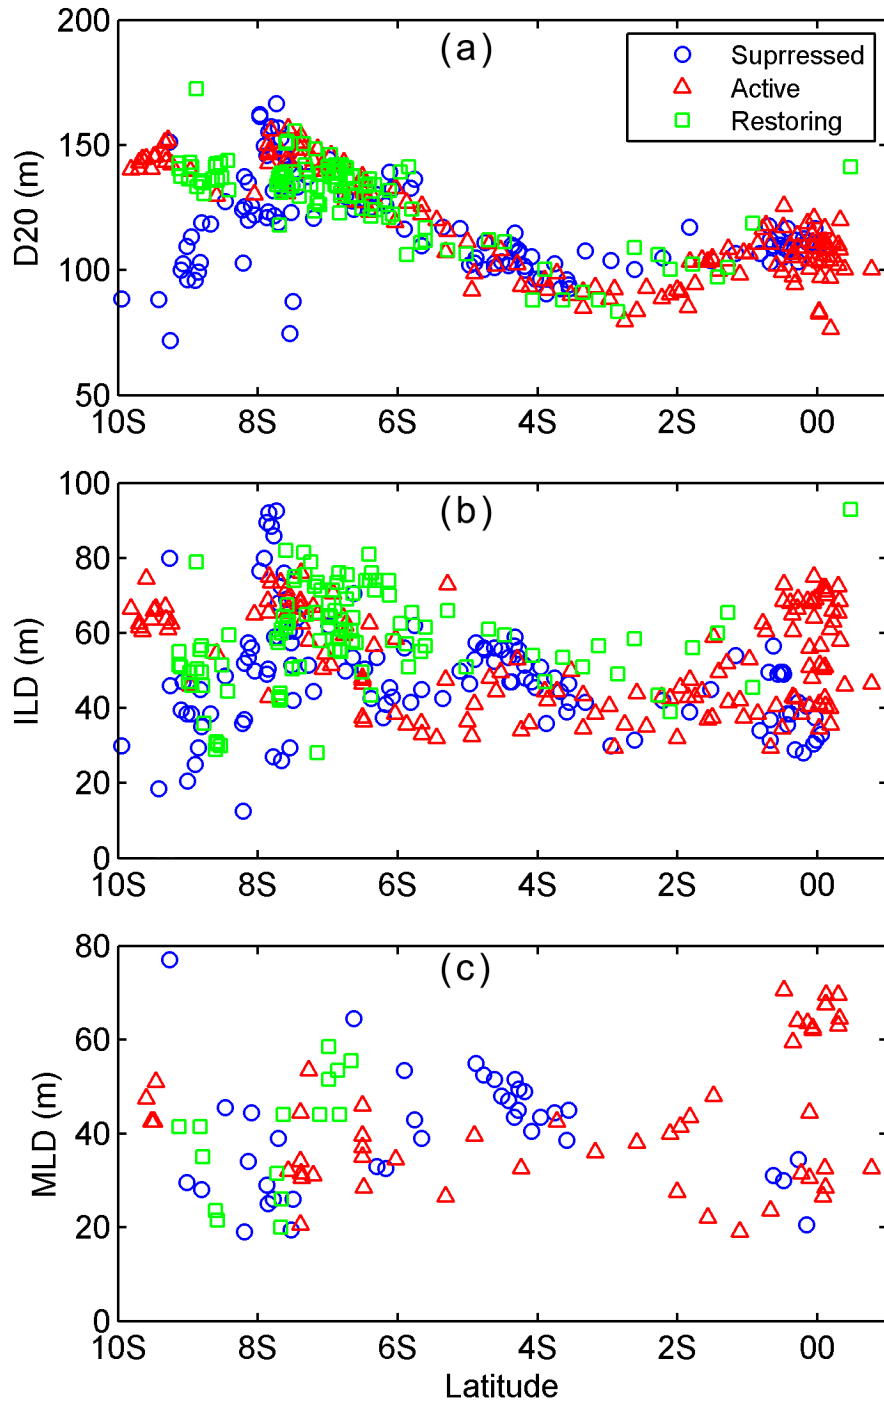 200
(a)
Suprressed
Active
Restoring
150
D20 (m)
100
50
10S 8S 6S 4S 2S 00
100
(b)
80
60
ILD (m)
40
20
0
10S 8S 6S 4S 2S 00
80
(c)
60
MLD (m)
40
20
0
10S 8S 6S 4S 2S 00
Latitude